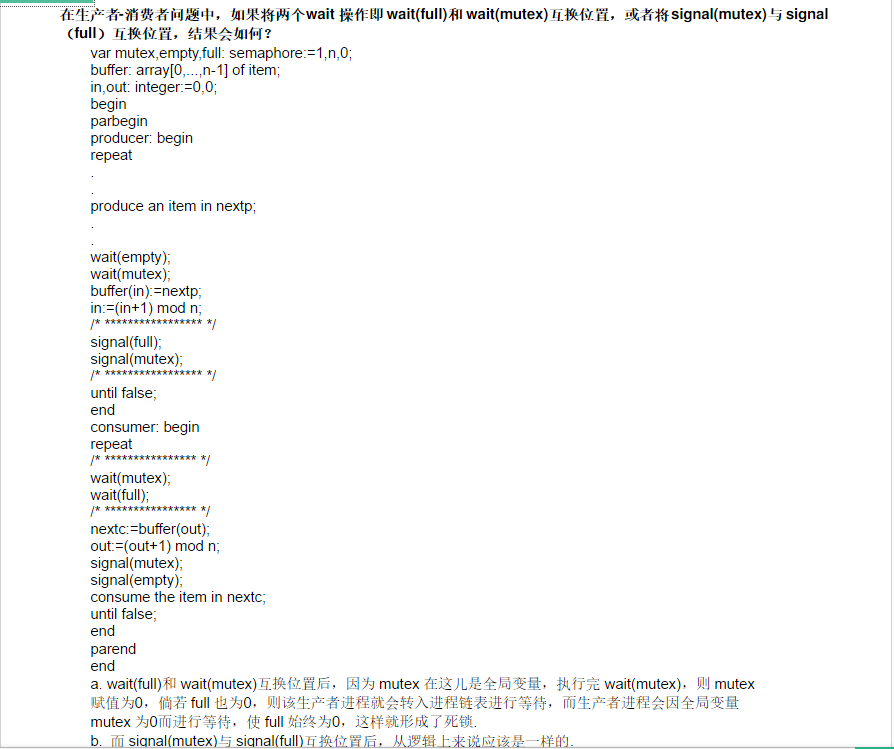 在生产者-消费者问题中，如果将两个wait 操作即 wait(full)和 wait(mutex)互换位置，或者将signal(mutex)与 signal
（full）互换位置，结果会如何？
var mutex,empty,full: semaphore:=1,n,0;
buffer: array[0,...,n-1] of item;
in,out: integer:=0,0;
begin
parbegin
producer: begin
repeat
.
.
produce an item in nextp;
.
.
wait(empty);
wait(mutex);
buffer(in):=nextp;
in:=(in+1) mod n;
/* ***************** */
signal(full);
signal(mutex);
/* ***************** */
until false;
end
consumer: begin
repeat
/* **************** */
wait(mutex);
wait(full);
/* **************** */
nextc:=buffer(out);
out:=(out+1) mod n;
signal(mutex);
signal(empty);
consume the item in nextc;
until false;
end
parend
end
a. wait(full)和 wait(mutex)互换位置后，因为 mutex 在这儿是全局变量，执行完 wait(mutex)，则 mutex
赋值为0，倘若 full 也为0，则该生产者进程就会转入进程链表进行等待，而生产者进程会因全局变量
mutex 为0而进行等待，使 full 始终为0，这样就形成了死锁.
b. 而 signal(mutex)与 signal(full)互换位置后，从逻辑上来说应该是一样的.